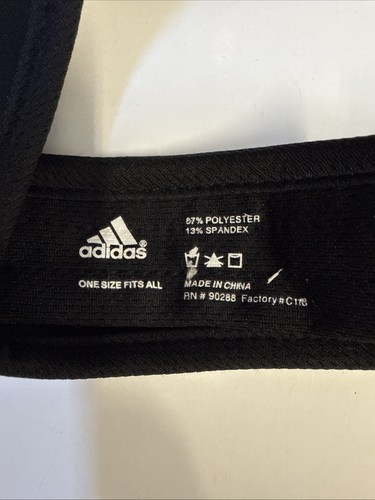 adidas®
ONE SIZE FITS ALL
87% POLYESTER
13% SPANDEX
MADE IN CHINA
RN # 90288 Factory #